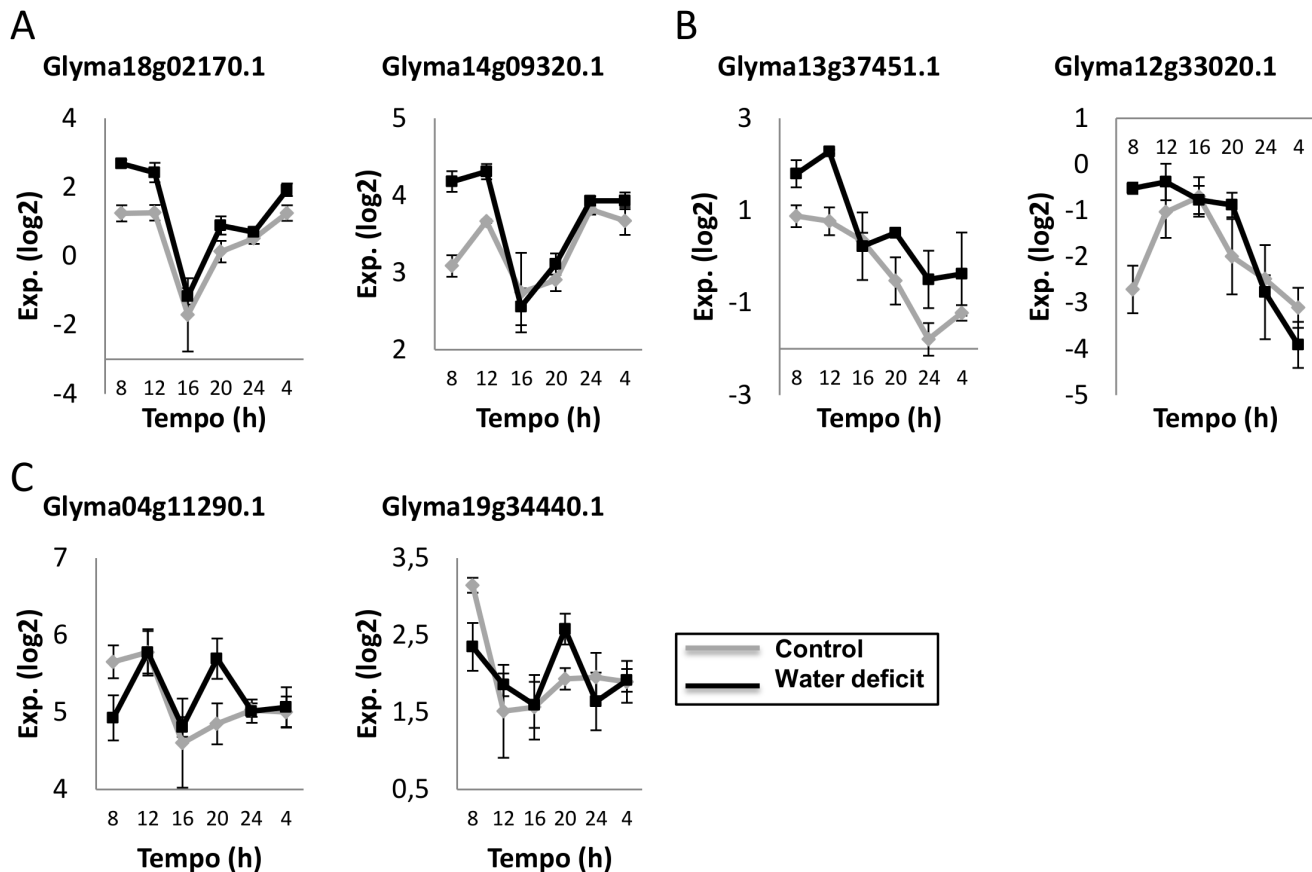 A
B
Glyma18g02170.1
Glyma14g09320.1
Glyma13g37451.1
Glyma12g33020.1
Exp. (log2)
4
2
0
-2
-4
8 12 16 20 24 4
Tempo (h)
Exp. (log2)
5
4
3
2
8 12 16 20 24 4
Tempo (h)
Exp. (log2)
3
1
-1
-3
8 12 16 20 24 4
Tempo (h)
Exp. (log2)
1
0
-1
-2
-3
-4
-5
8 12 16 20 24 4
Tempo (h)
C
Glyma04g11290.1
Glyma19g34440.1
Exp. (log2)
7
6
5
4
8 12 16 20 24 4
Tempo (h)
Exp. (log2)
3,5
2,5
1,5
0,5
8 12 16 20 24 4
Tempo (h)
Control
Water deficit